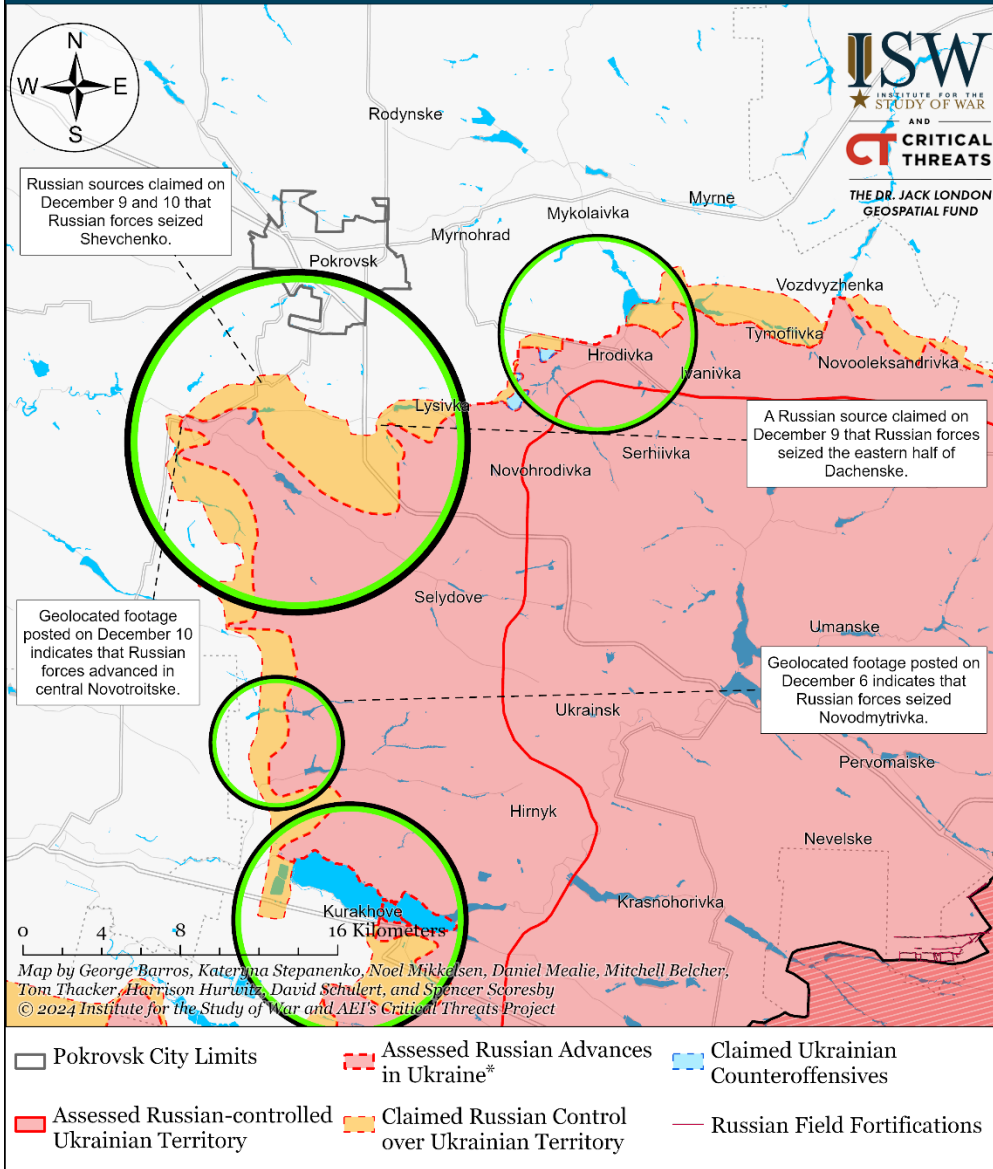 N
W E
S
ISW
INSTITUTE FOR THE
STUDY OF WAR
AND
CT CRITICAL
THREATS
THE DR. JACK LONDON
GEOSPATIAL FUND
Rodynske
Russian sources claimed on
December 9 and 10 that
Russian forces seized
Shevchenko.
Myrne
Mykolaivka
Myrnohrad
Pokrovsk
Vozdvyzhenka
Tymofiivka
Hrodivka
Novooleksandrivka
Ivanivka
Lysivka
A Russian source claimed on
December 9 that Russian forces
seized the eastern half of
Dachenske.
Serhiivka
Novohrodivka
Selydove
Geolocated footage
posted on December 10
indicates that Russian
forces advanced in
central Novotroitske.
Umanske
Geolocated footage posted on
December 6 indicates that
Russian forces seized
Novodmytrivka.
Ukrainsk
Pervomaiske
Hirnyk
Nevelske
Krasnohorivka
Kurakhove
0 4 8 16 Kilometers
Map by George Barros, Kateryna Stepanenko, Noel Mikkelsen, Daniel Mealie, Mitchell Belcher,
Tom Thacker, Harrison Hurwitz, David Schulert, and Spencer Scoresby
© 2024 Institute for the Study of War and AEI's Critical Threats Project
Pokrovsk City Limits
Assessed Russian Advances
in Ukraine*
Claimed Ukrainian
Counteroffensives
Assessed Russian-controlled
Ukrainian Territory
Claimed Russian Control
over Ukrainian Territory
Russian Field Fortifications